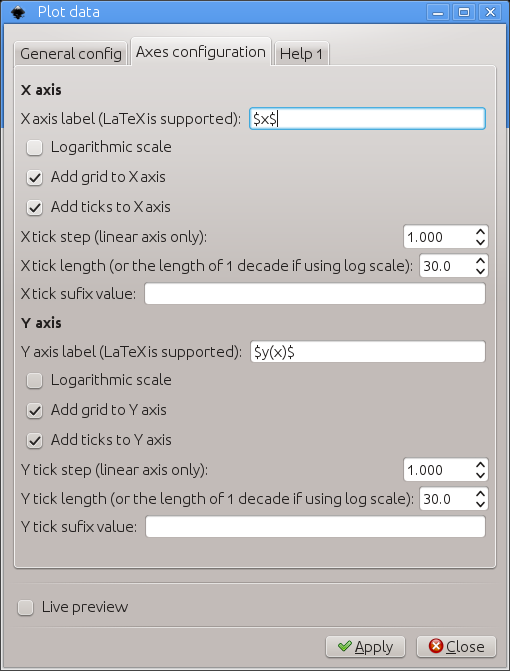 Plot data
General config Axes configuration Help 1
X axis
X axis label (LaTeX is supported): $x$
Logarithmic scale
Add grid to X axis
Add ticks to X axis
X tick step (linear axis only): 1.000
X tick length (or the length of 1 decade if using log scale): 30.0
X tick sufix value:
Y axis
Y axis label (LaTeX is supported): $y(x)$
Logarithmic scale
Add grid to Y axis
Add ticks to Y axis
Y tick step (linear axis only): 1.000
Y tick length (or the length of 1 decade if using log scale): 30.0
Y tick sufix value:
Live preview
Apply Close